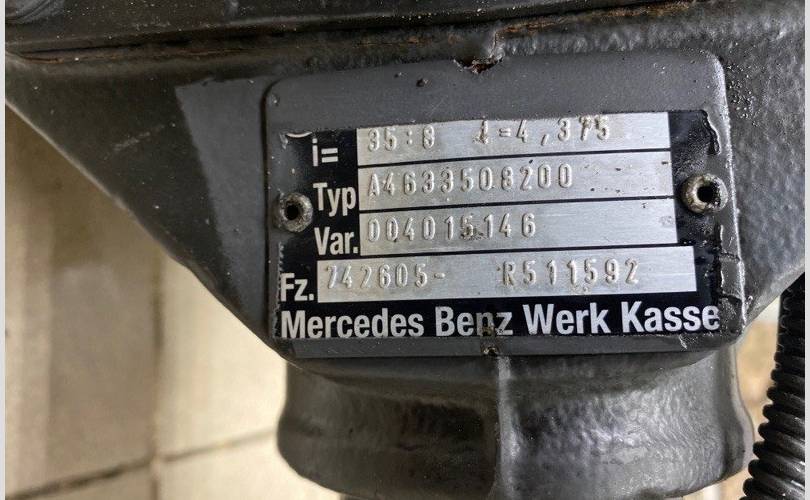 i= 35:8 i=4,375
Typ A4633508200
Var. 004015146
Fz. 742605- R511592
Mercedes Benz Werk Kasse